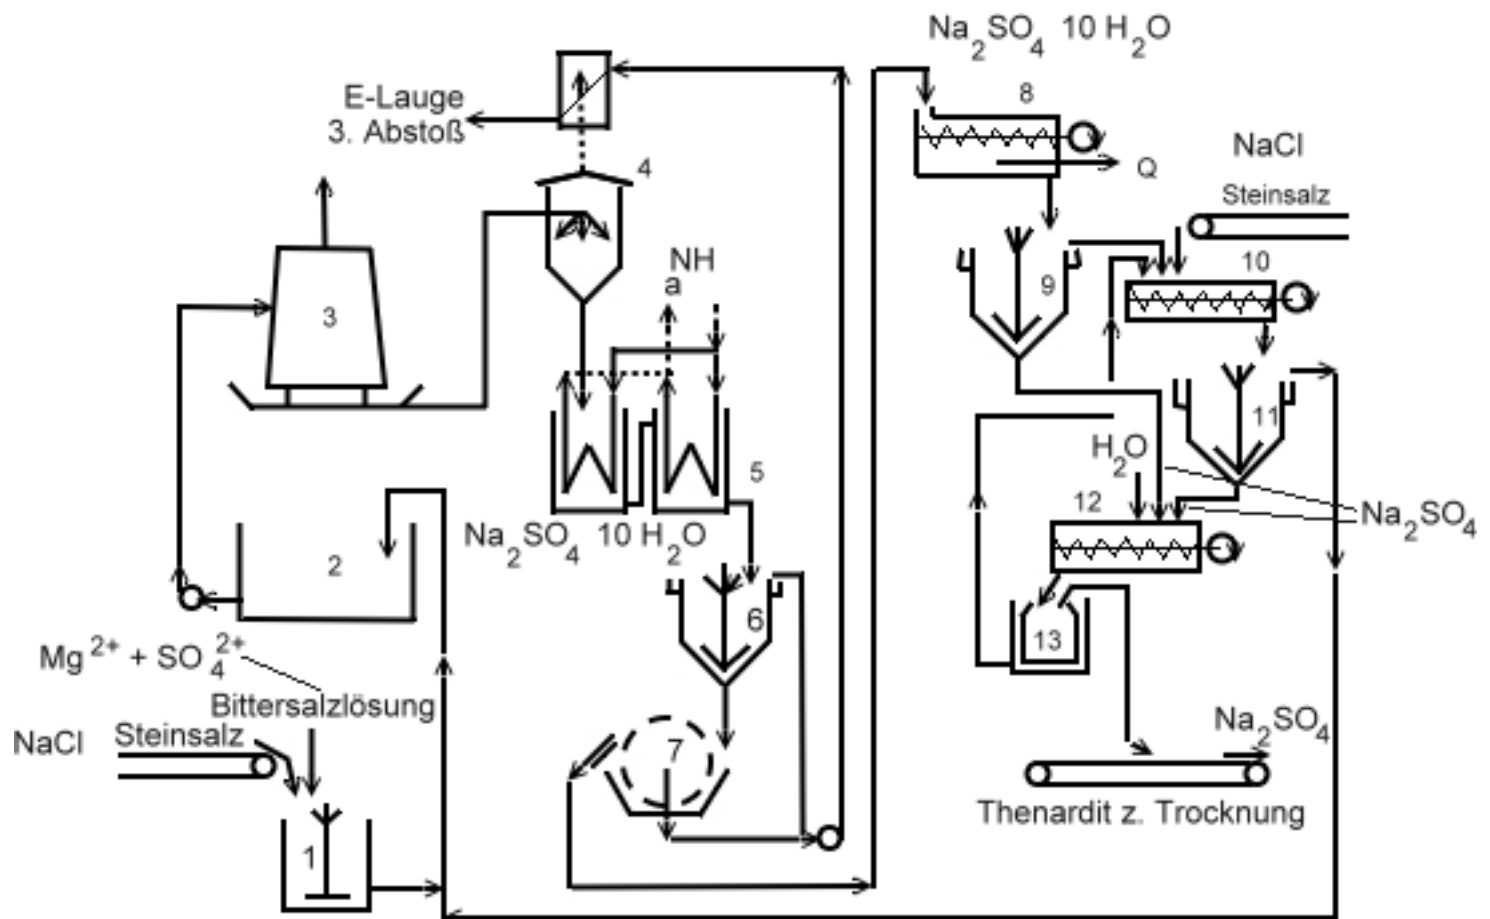 Na2SO4 10 H2O
8
E-Lauge
3. Abstoß
NaCl
Q
4
Steinsalz
NH
a
10
9
3
11
H2O
5
12
Na2SO4
Na2SO4 10 H2O
2
6
13
Mg2+ + SO42+
Bittersalzlösung
Na2SO4
Steinsalz
NaCl
7
Thenardit z. Trocknung
1